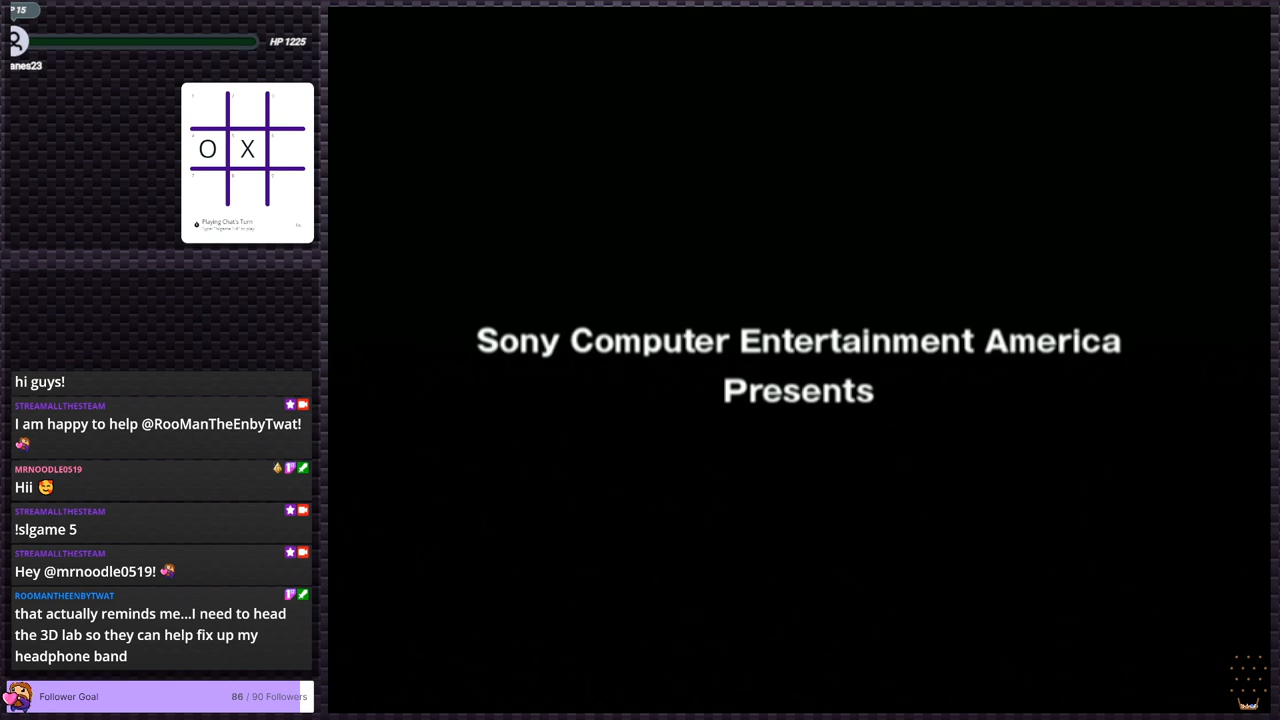 P 15
HP 1225
anes23
O X
Playing Chat's Turn
Sony Computer Entertainment America
Presents
hi guys!
STREAMALLTHESTEAM
I am happy to help @RooManTheEnbyTwat!
MRNOODLE0519
Hii 🥰
STREAMALLTHESTEAM
!slgame 5
STREAMALLTHESTEAM
Hey @mrnoodle0519!
ROOMANTHEENBYTWAT
that actually reminds me...I need to head
the 3D lab so they can help fix up my
headphone band
Follower Goal
86 / 90 Followers